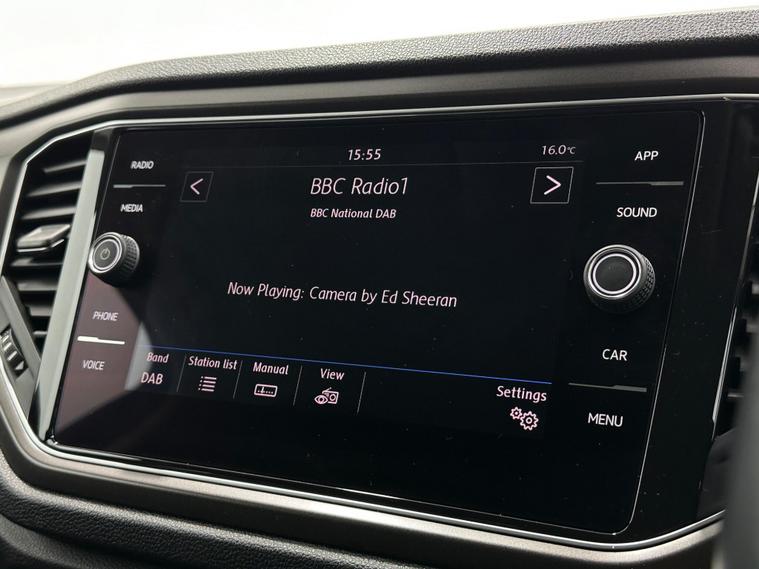 15:55
16.0°C
RADIO
MEDIA
PHONE
VOICE
BBC Radio1
BBC National DAB
Now Playing: Camera by Ed Sheeran
Band
DAB
Station list
Manual
View
Settings
APP
SOUND
CAR
MENU